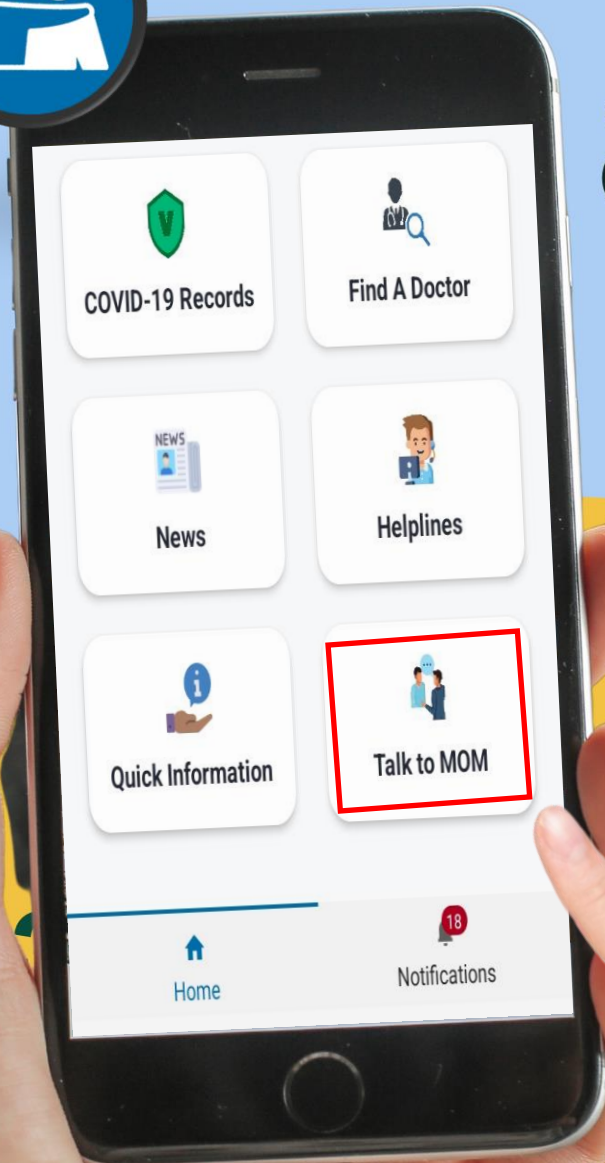 V
COVID-19 Records
Find A Doctor
NEWS
News
Helplines
i
Quick Information
Talk to MOM
18
Home
Notifications